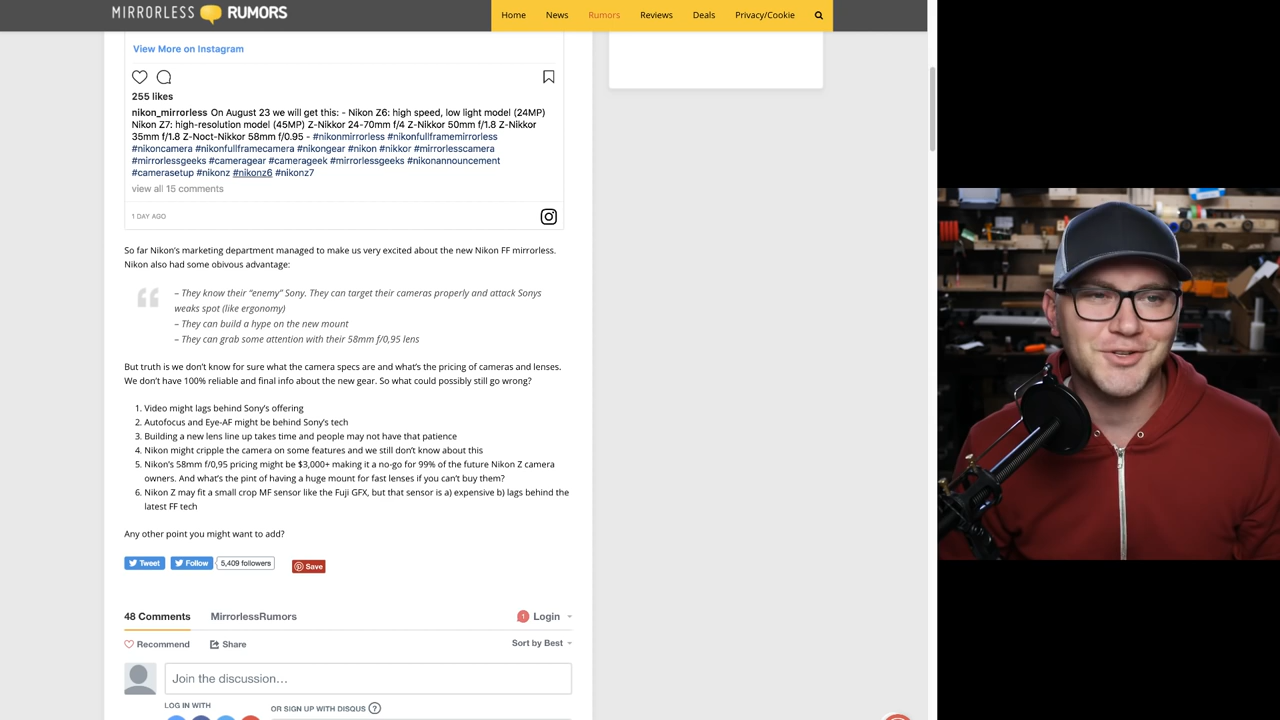 MIRRORLESS RUMORS
Home News Rumors Reviews Deals Privacy/Cookie
View More on Instagram
255 likes
nikon_mirrorless On August 23 we will get this: - Nikon Z6: high speed, low light model (24MP)
Nikon Z7: high-resolution model (45MP) Z-Nikkor 24-70mm f/4 Z-Nikkor 50mm f/1.8 Z-Nikkor
35mm f/1.8 Z-Noct-Nikkor 58mm f/0.95 - #nikonmirrorless #nikonfullframemirrorless
#nikoncamera #nikonfullframecamera #nikongear #nikon #nikkor #mirrorlesscamera
#mirrorlessgeeks #cameragear #camerageek #mirrorlessgeeks #nikonannouncement
#camerasetup #nikonz #nikonz6 #nikonz7
view all 15 comments
1 DAY AGO
So far Nikon's marketing department managed to make us very excited about the new Nikon FF mirrorless.
Nikon also had some obivous advantage:
– They know their “enemy” Sony. They can target their cameras properly and attack Sonys
weaks spot (like ergonomy)
– They can build a hype on the new mount
– They can grab some attention with their 58mm f/0,95 lens
But truth is we don't know for sure what the camera specs are and what's the pricing of cameras and lenses.
We don't have 100% reliable and final info about the new gear. So what could possibly still go wrong?
1. Video might lags behind Sony's offering
2. Autofocus and Eye-AF might be behind Sony's tech
3. Building a new lens line up takes time and people may not have that patience
4. Nikon might cripple the camera on some features and we still don't know about this
5. Nikon's 58mm f/0,95 pricing might be $3,000+ making it a no-go for 99% of the future Nikon Z camera
owners. And what's the pint of having a huge mount for fast lenses if you can't buy them?
6. Nikon Z may fit a small crop MF sensor like the Fuji GFX, but that sensor is a) expensive b) lags behind the
latest FF tech
Any other point you might want to add?
Tweet Follow 5,409 followers Save
48 Comments MirrorlessRumors 1 Login
Recommend Share Sort by Best
Join the discussion...
LOG IN WITH OR SIGN UP WITH DISQUS ?